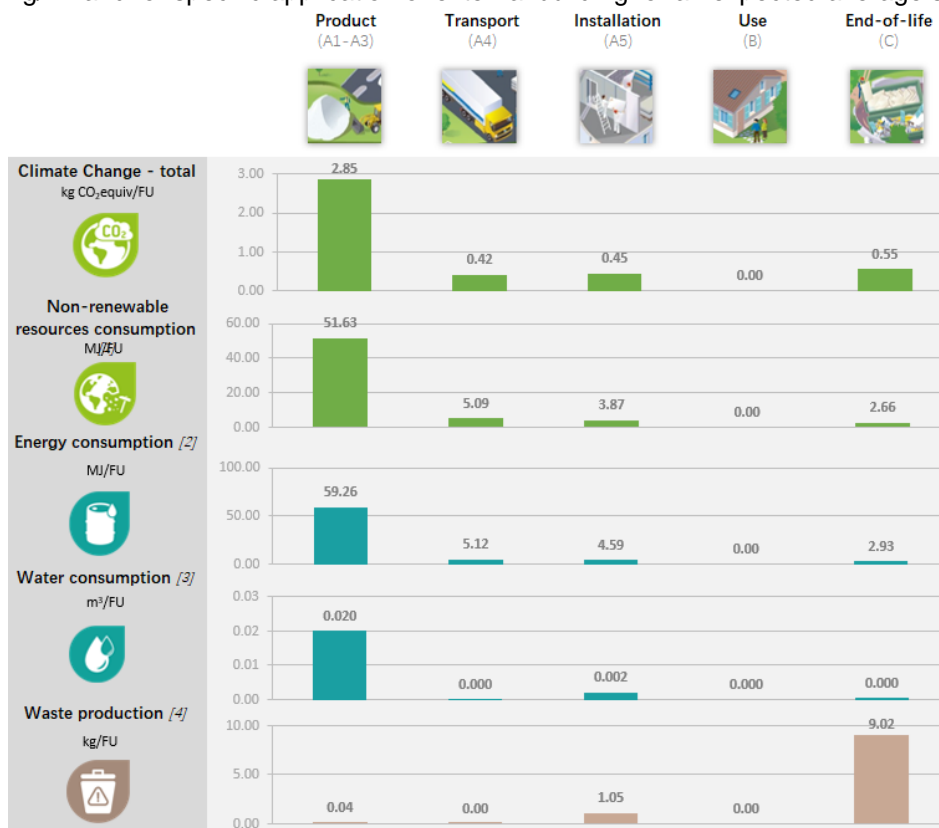 Product Transport Installation Use End-of-life
(A1-A3) (A4) (A5) (B) (C)
Climate Change - total
kg CO₂equiv/FU
CO₂
3.00
2.00
1.00
0.00
2.85 0.42 0.45 0.00 0.55
Non-renewable
resources consumption
MJ/FU
60.00
40.00
20.00
0.00
51.63 5.09 3.87 0.00 2.66
Energy consumption [2]
MJ/FU
100.00
50.00
0.00
59.26 5.12 4.59 0.00 2.93
Water consumption [3]
m³/FU
0.03
0.02
0.01
0.00
0.020 0.000 0.002 0.000 0.000
Waste production [4]
kg/FU
10.00
5.00
0.00
0.04 0.00 1.05 0.00 9.02